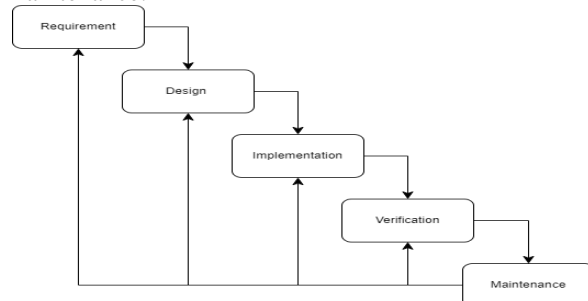 Requirement
Design
Implementation
Verification
Maintenance